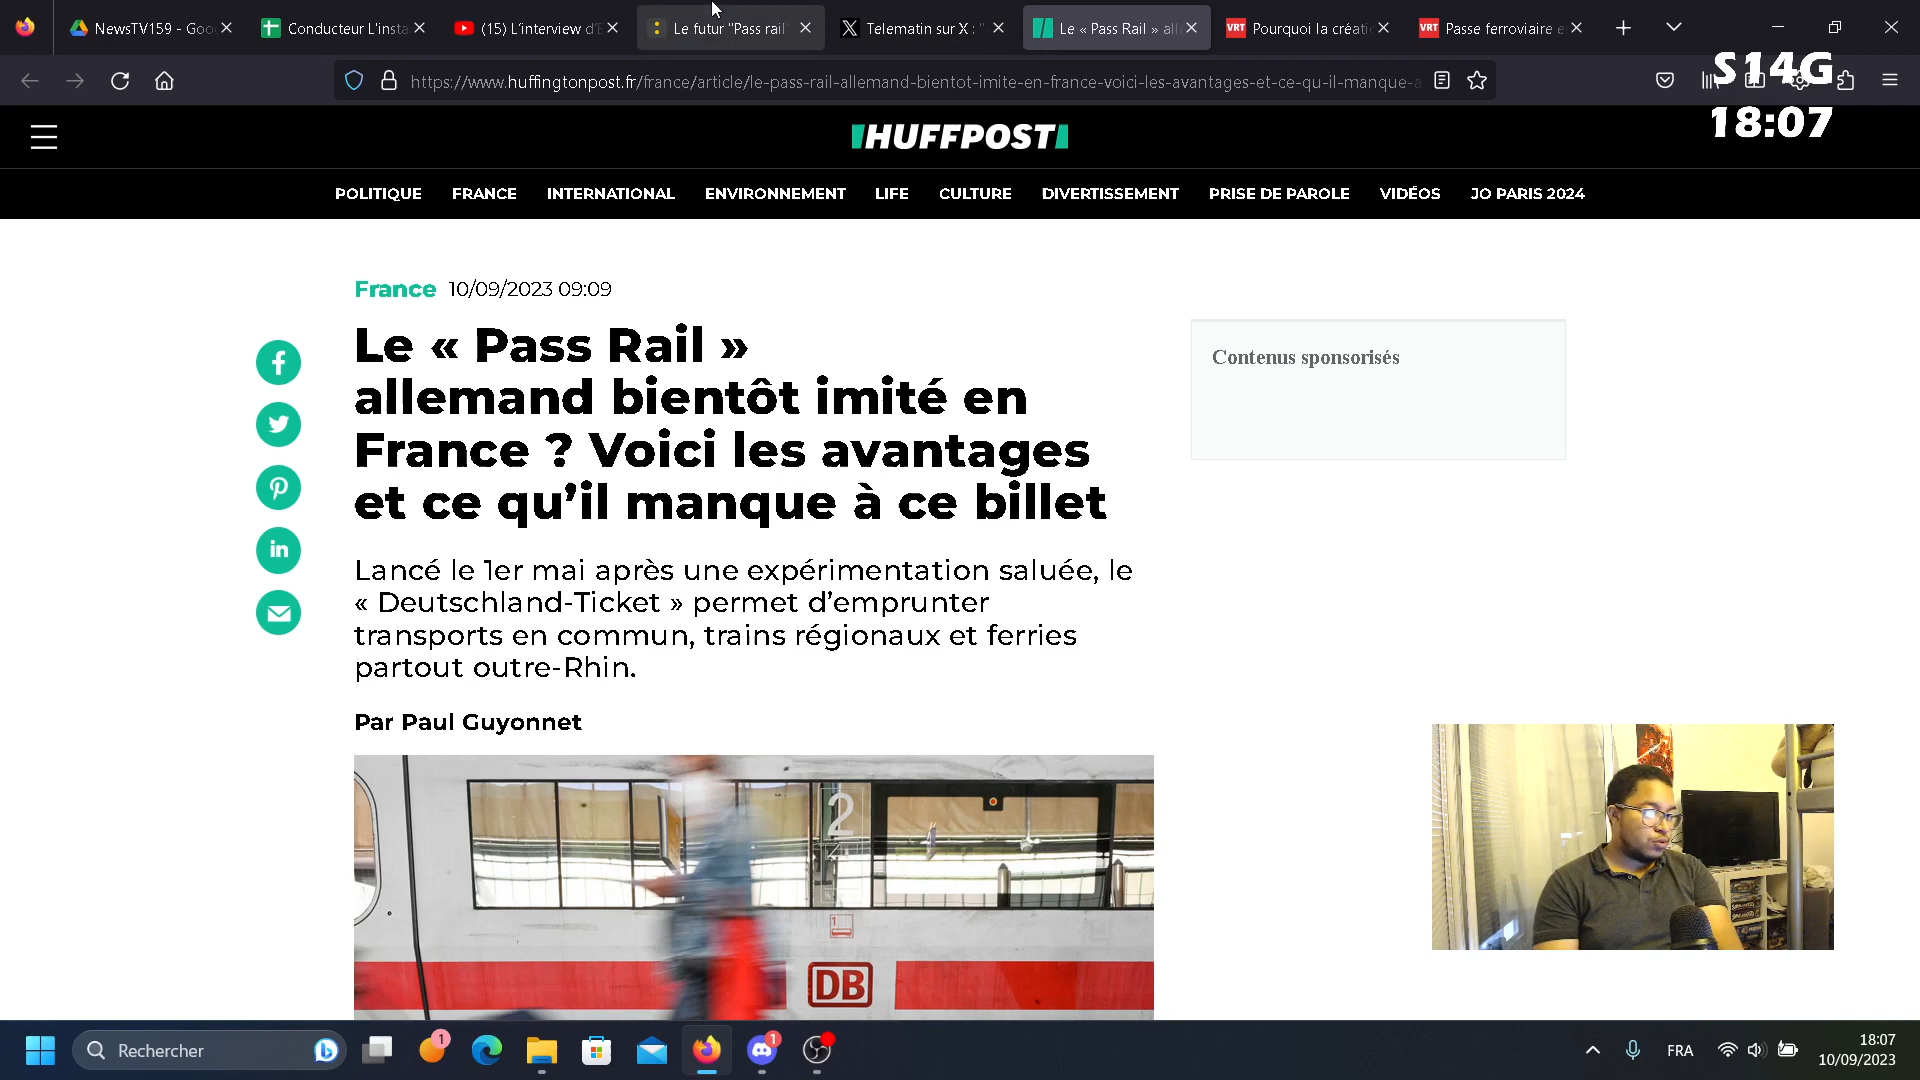 NewsTV159 - Goo
Conducteur L'insta
(15) L'interview d'E
Le futur "Pass rail"
Telematin sur X : "
Le « Pass Rail » all
VRT Pourquoi la créati
VRT Passe ferroviaire e
https://www.huffingtonpost.fr/france/article/le-pass-rail-allemand-bientot-imite-en-france-voici-les-avantages-et-ce-qu-il-manque-a
S14G
18:07
HUFFPOST
POLITIQUE FRANCE INTERNATIONAL ENVIRONNEMENT LIFE CULTURE DIVERTISSEMENT PRISE DE PAROLE VIDÉOS JO PARIS 2024
France 10/09/2023 09:09
Le « Pass Rail »
allemand bientôt imité en
France ? Voici les avantages
et ce qu’il manque à ce billet
Contenus sponsorisés
Lancé le 1er mai après une expérimentation saluée, le
« Deutschland-Ticket » permet d’emprunter
transports en commun, trains régionaux et ferries
partout outre-Rhin.
Par Paul Guyonnet
2
DB
Rechercher
1
1
FRA
18:07
10/09/2023